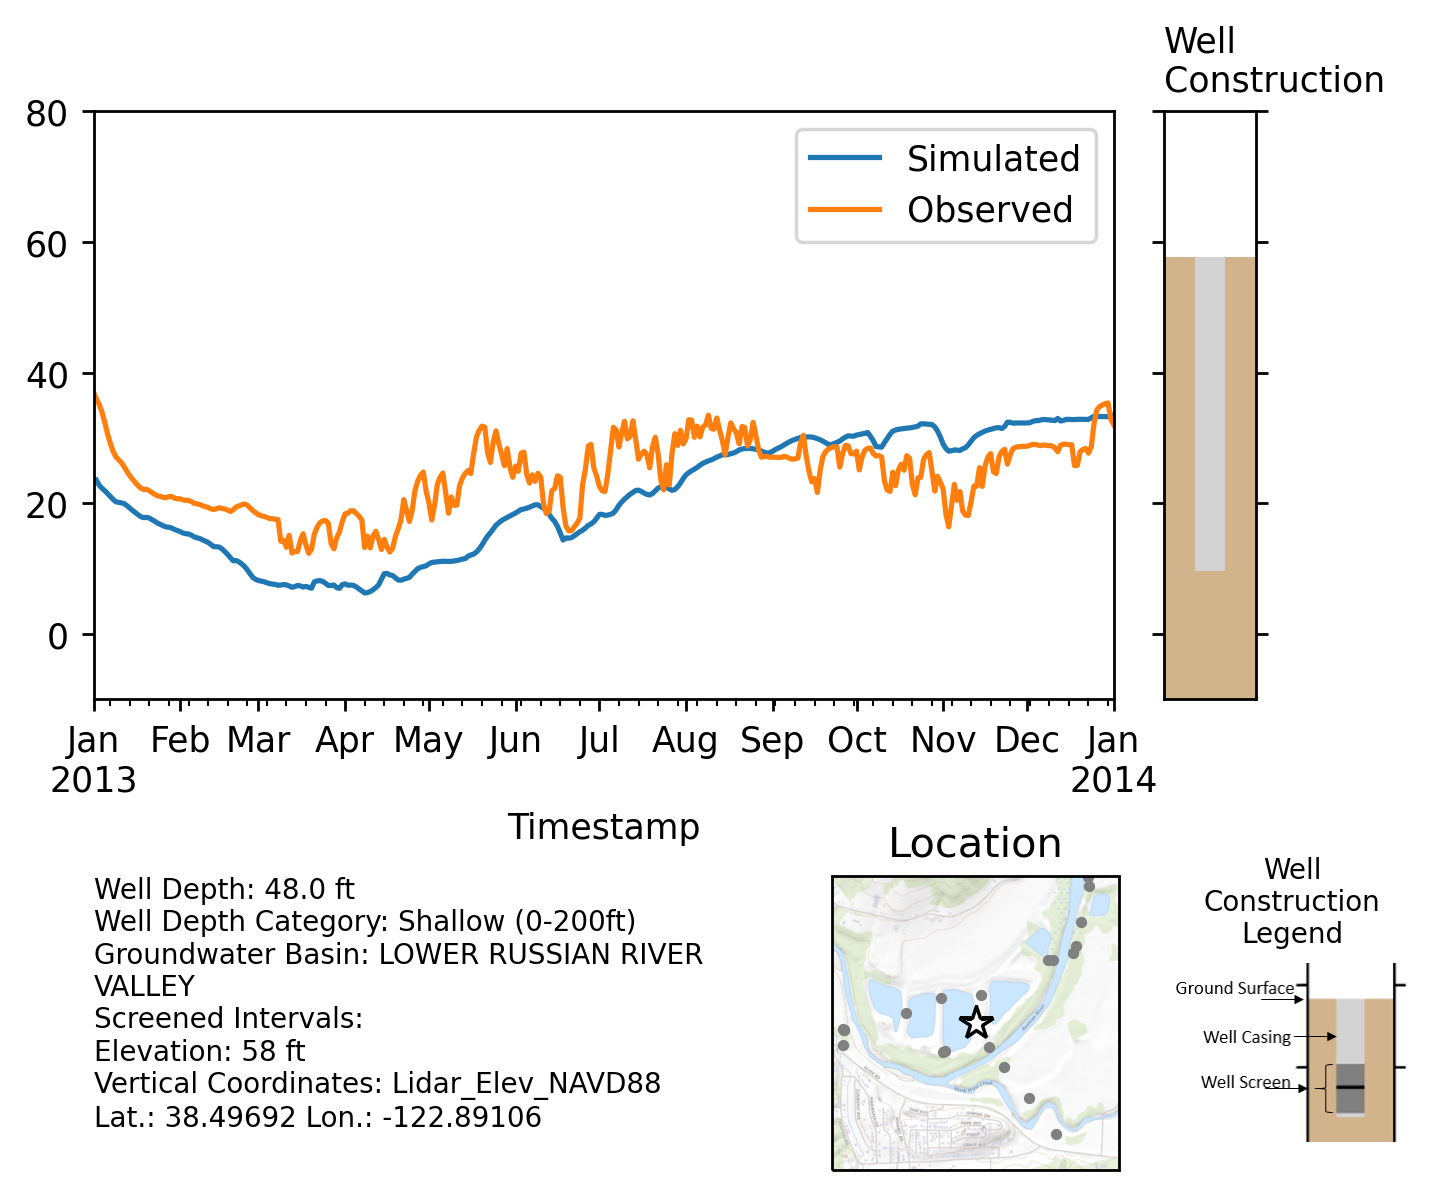 Well
Construction
80
60
40
20
0
Simulated
Observed
Jan Feb Mar Apr May Jun Jul Aug Sep Oct Nov Dec Jan
2013 2014
Timestamp
Well Depth: 48.0 ft
Well Depth Category: Shallow (0-200ft)
Groundwater Basin: LOWER RUSSIAN RIVER
VALLEY
Screened Intervals:
Elevation: 58 ft
Vertical Coordinates: Lidar_Elev_NAVD88
Lat.: 38.49692 Lon.: -122.89106
Location
Well
Construction
Legend
Ground Surface
Well Casing
Well Screen